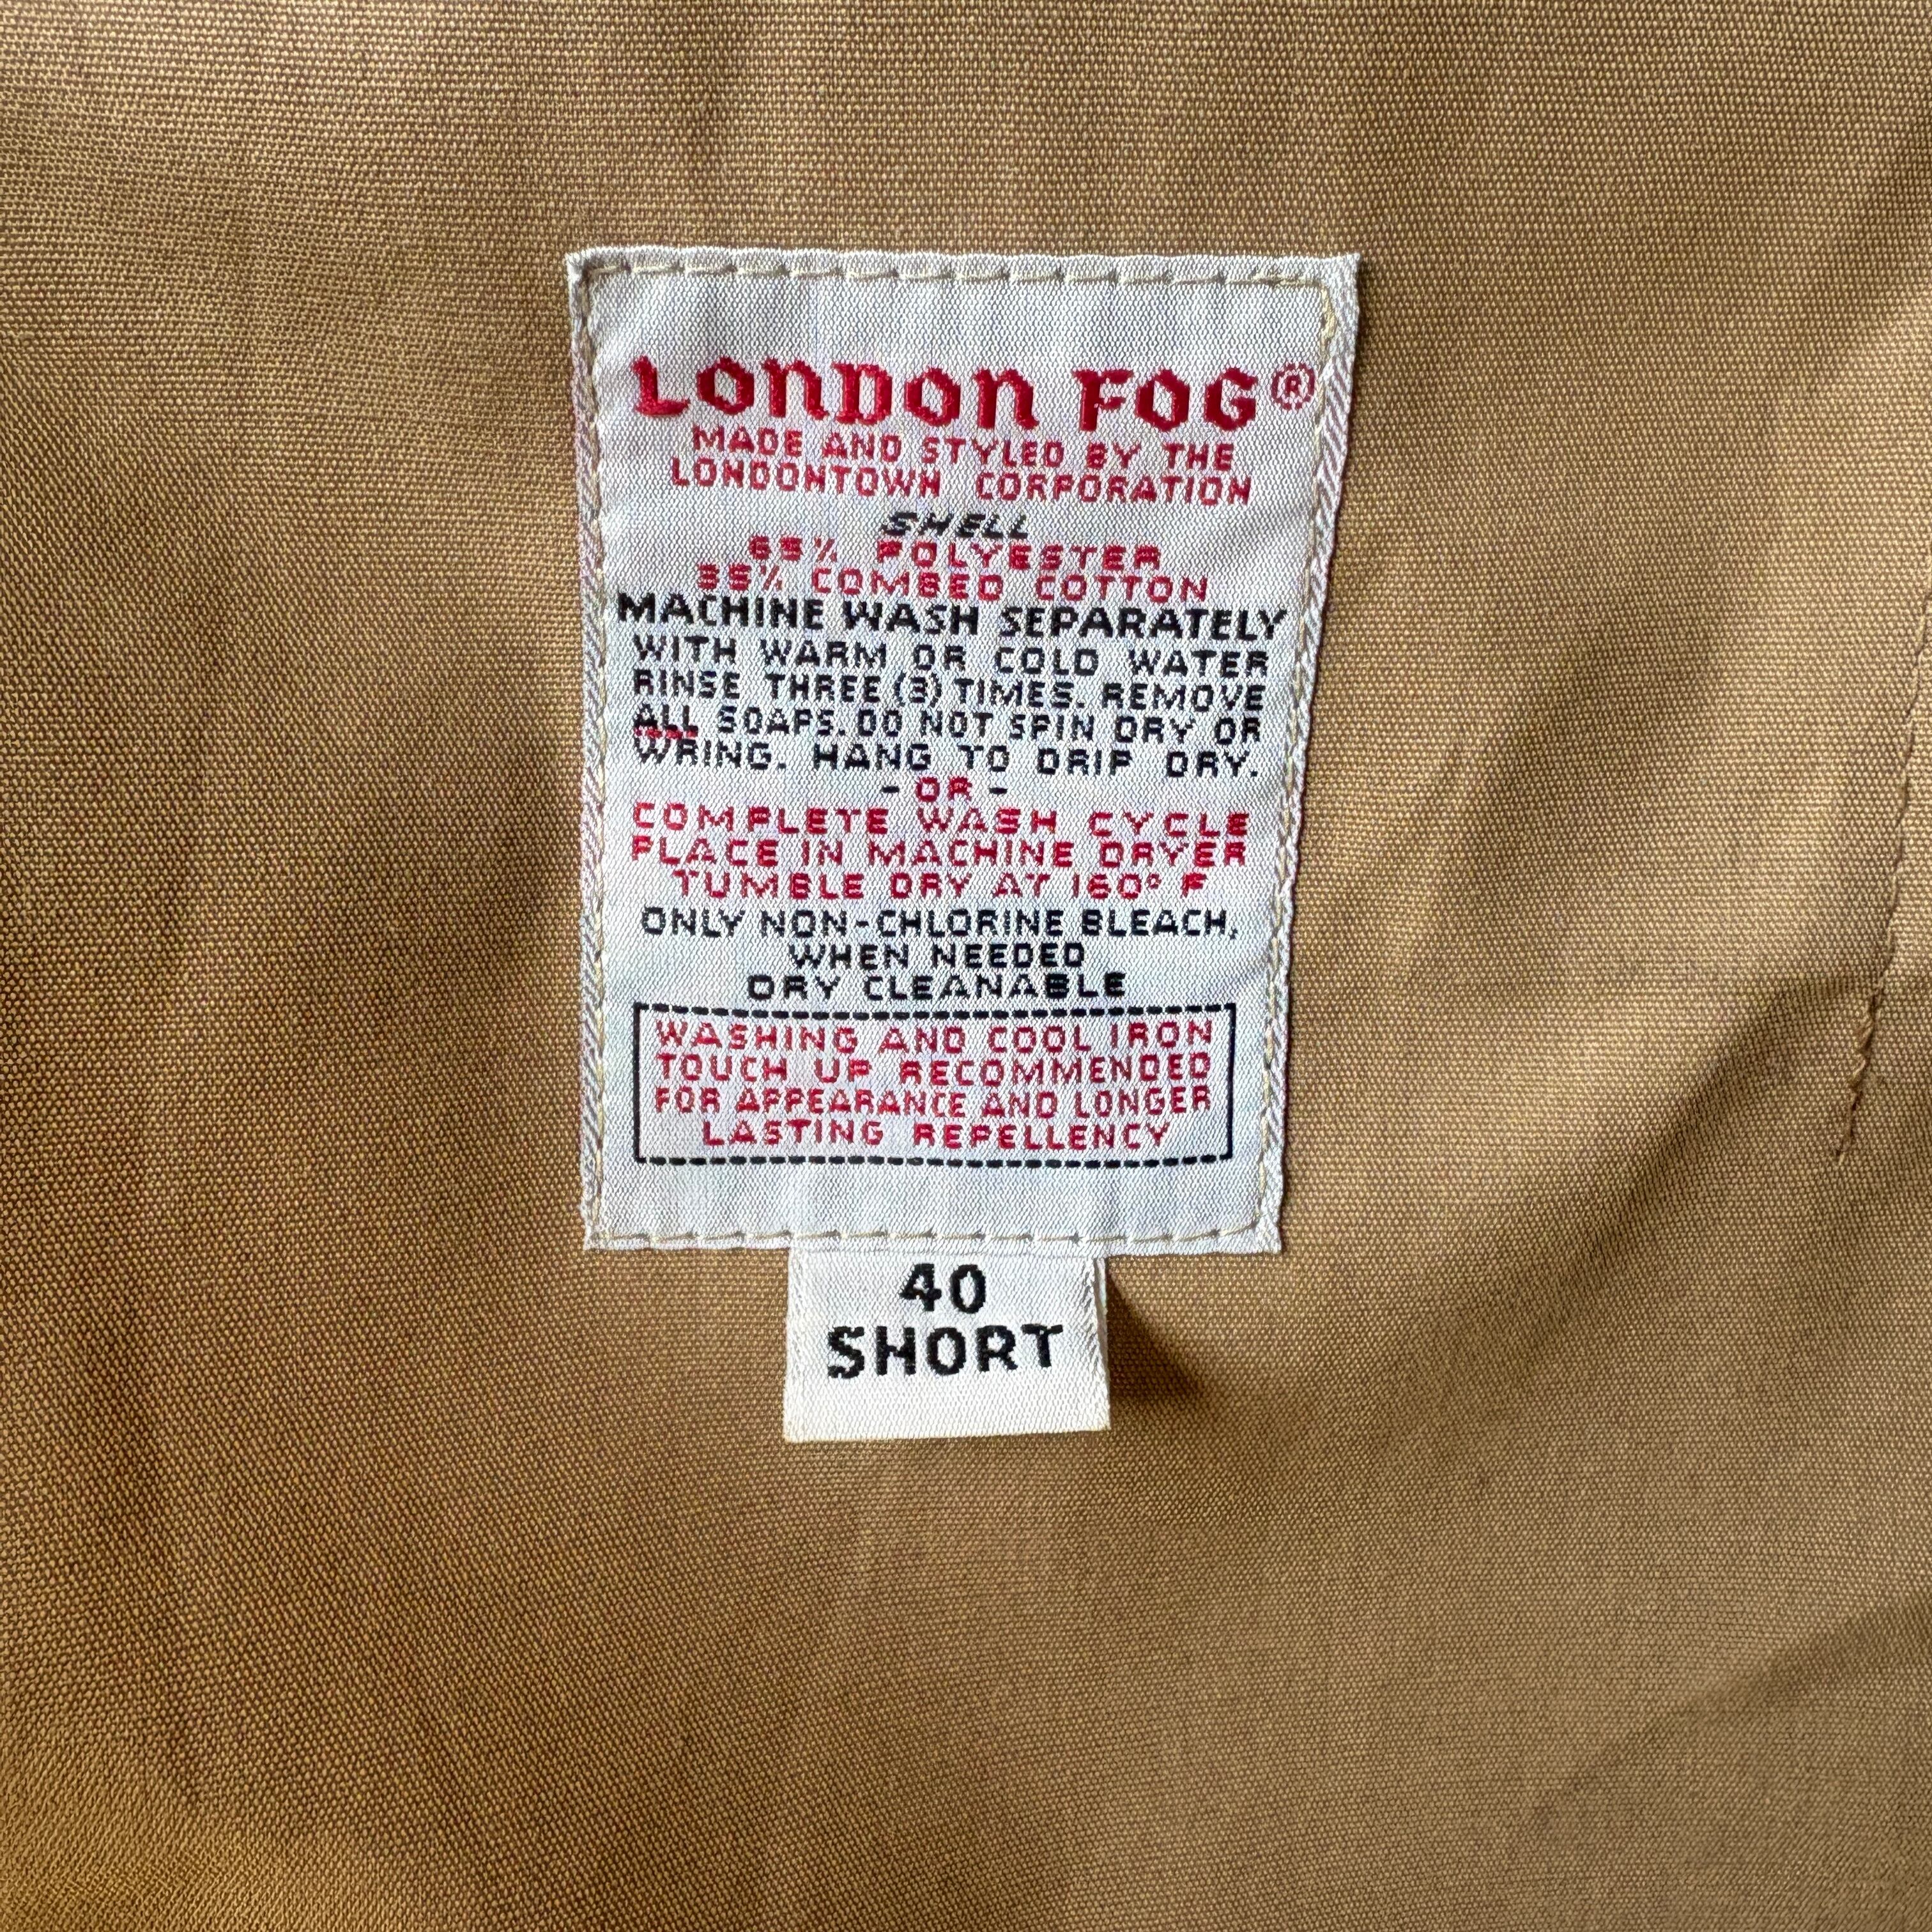 LONDON FOG®
MADE AND STYLED BY THE
LONDONTOWN CORPORATION
SHELL
65% POLYESTER
35% COMBED COTTON
MACHINE WASH SEPARATELY
WITH WARM OR COLD WATER
RINSE THREE (3) TIMES. REMOVE
ALL SOAPS. DO NOT SPIN DRY OR
WRING. HANG TO DRIP DRY.
- OR -
COMPLETE WASH CYCLE
PLACE IN MACHINE DRYER
TUMBLE DRY AT 160° F
ONLY NON-CHLORINE BLEACH,
WHEN NEEDED
DRY CLEANABLE
WASHING AND COOL IRON
TOUCH UP RECOMMENDED
FOR APPEARANCE AND LONGER
LASTING REPELLENCY
40
SHORT